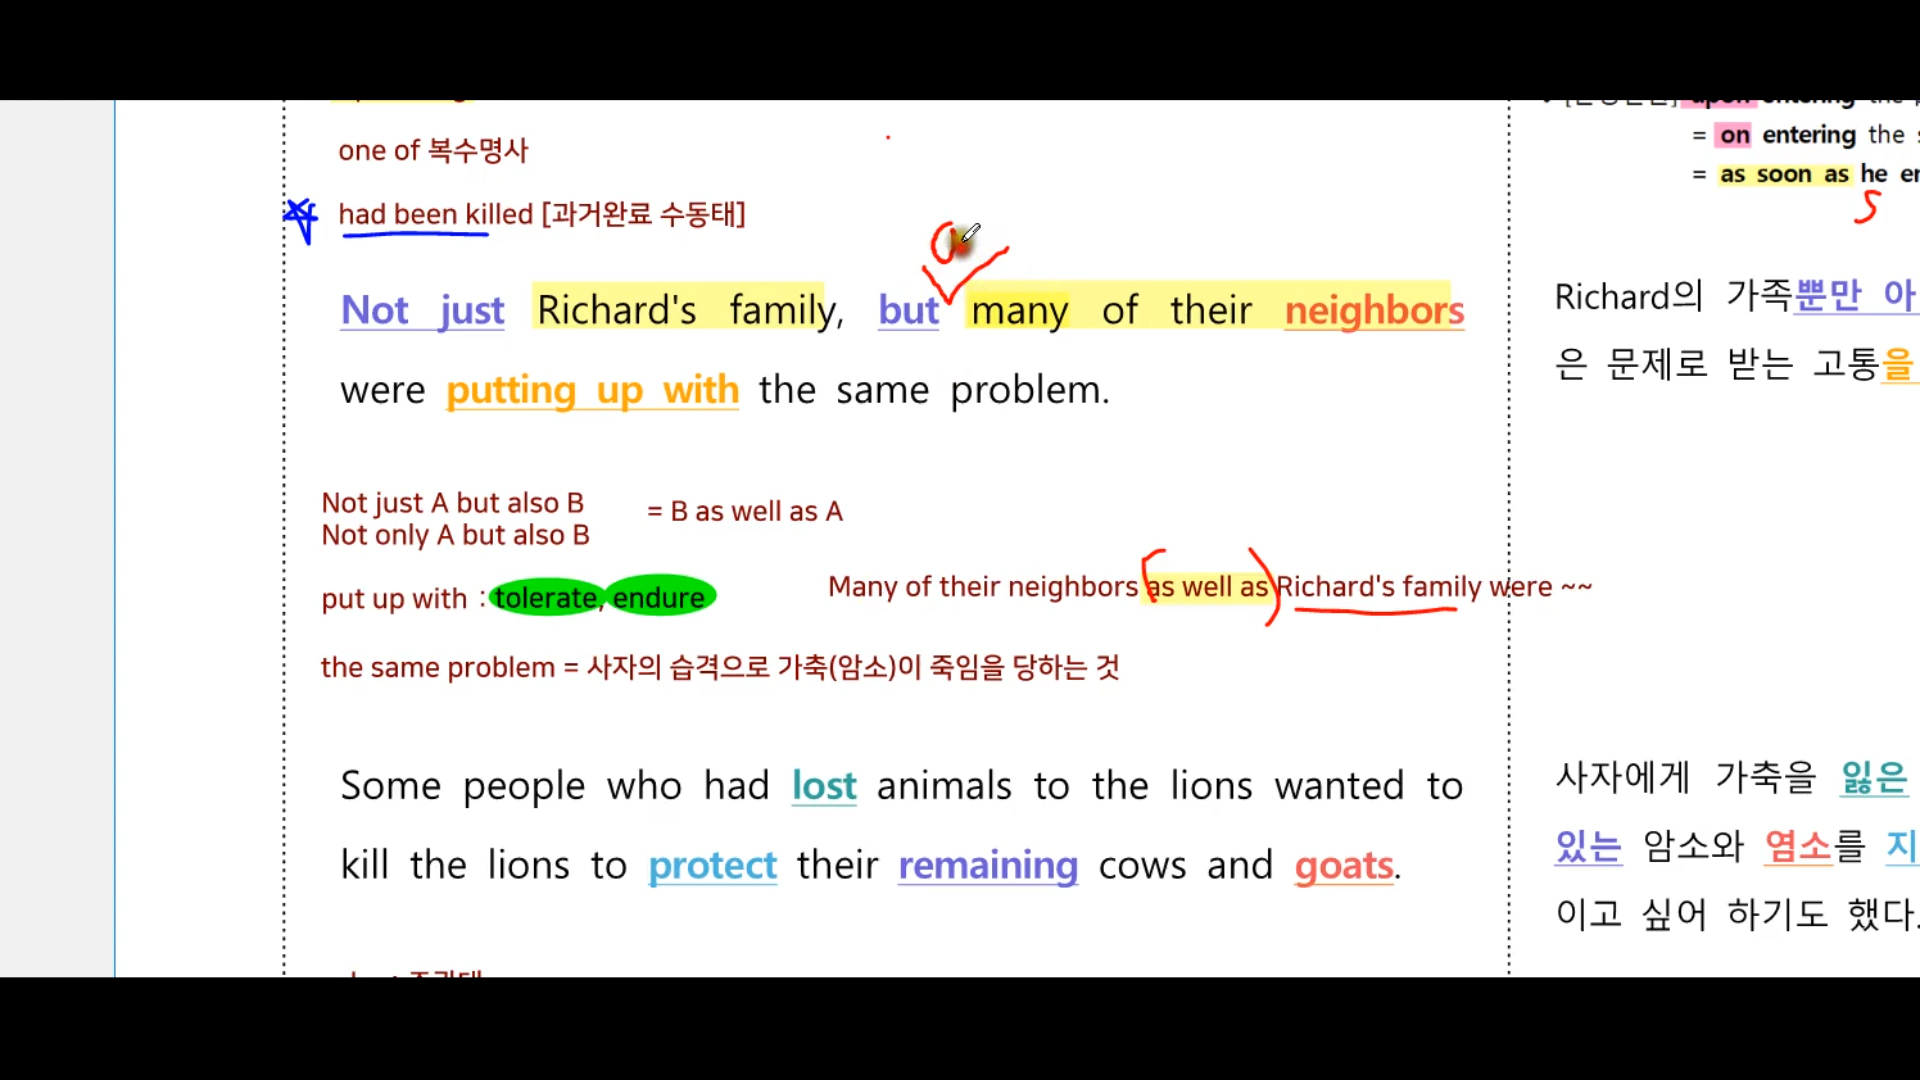 one of 복수명사
had been killed [과거완료 수동태]
= on entering the
= as soon as he
Not just Richard's family, but many of their neighbors
were putting up with the same problem.
Richard의 가족뿐만 아
은 문제로 받는 고통을
Not just A but also B
Not only A but also B
= B as well as A
put up with : tolerate, endure
Many of their neighbors as well as Richard's family were ~~
the same problem = 사자의 습격으로 가축(암소)이 죽임을 당하는 것
Some people who had lost animals to the lions wanted to
kill the lions to protect their remaining cows and goats.
사자에게 가축을 잃은
있는 암소와 염소를 지
이고 싶어 하기도 했다.